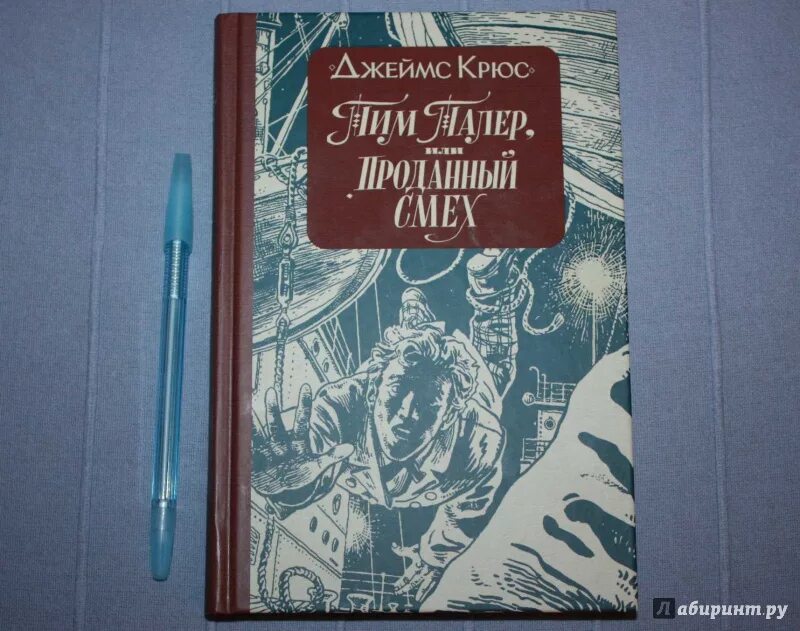 Джеймс Крюс
Тим Талер,
или
Проданный
смех
Лабиринт.ру